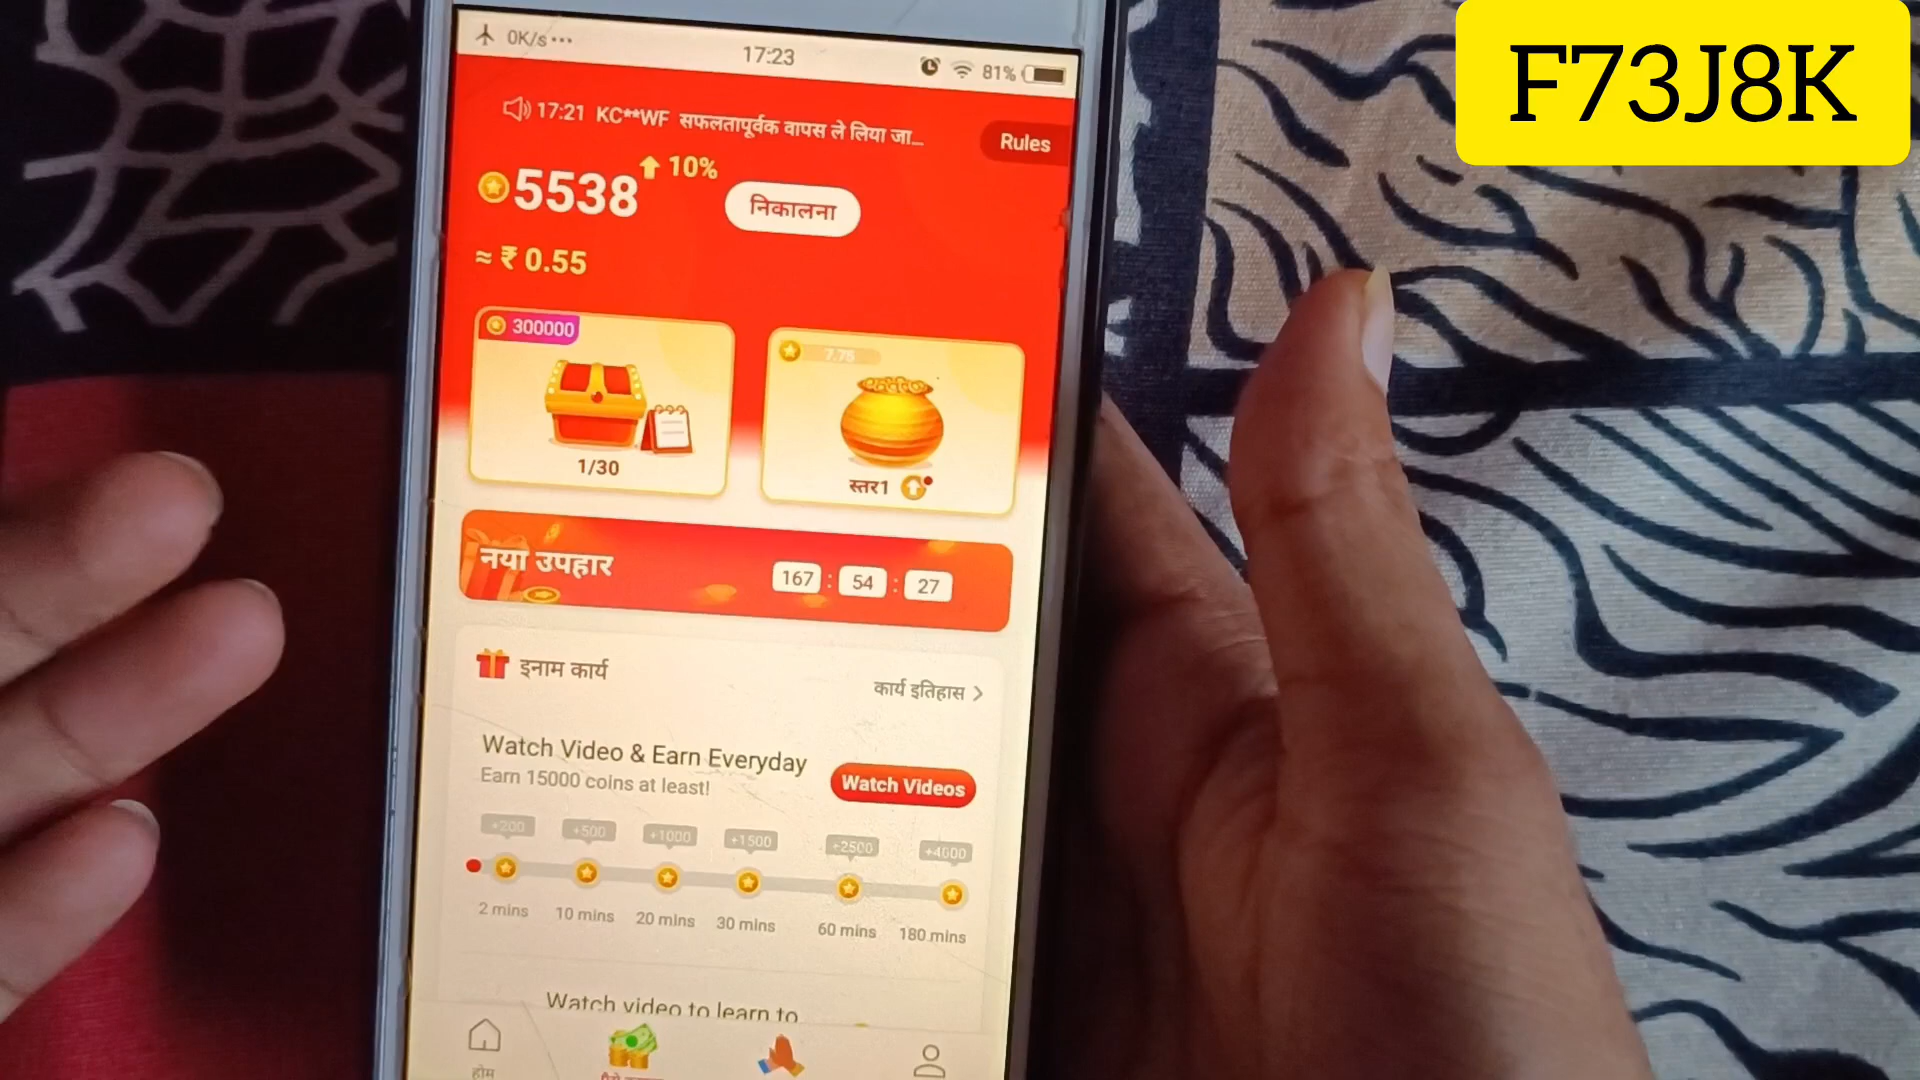 F73J8K
0K/s...
17:23
81%
17:21 KC**WF सफलतापूर्वक वापस ले लिया जा...
Rules
5538
10%
निकालना
≈ ₹ 0.55
300000
7.75
1/30
स्तर1
नया उपहार
167 : 54 : 27
इनाम कार्य
कार्य इतिहास >
Watch Video & Earn Everyday
Earn 15000 coins at least!
Watch Videos
+200 +500 +1000 +1500 +2500 +4000
2 mins 10 mins 20 mins 30 mins 60 mins 180 mins
Watch video to learn to
होम